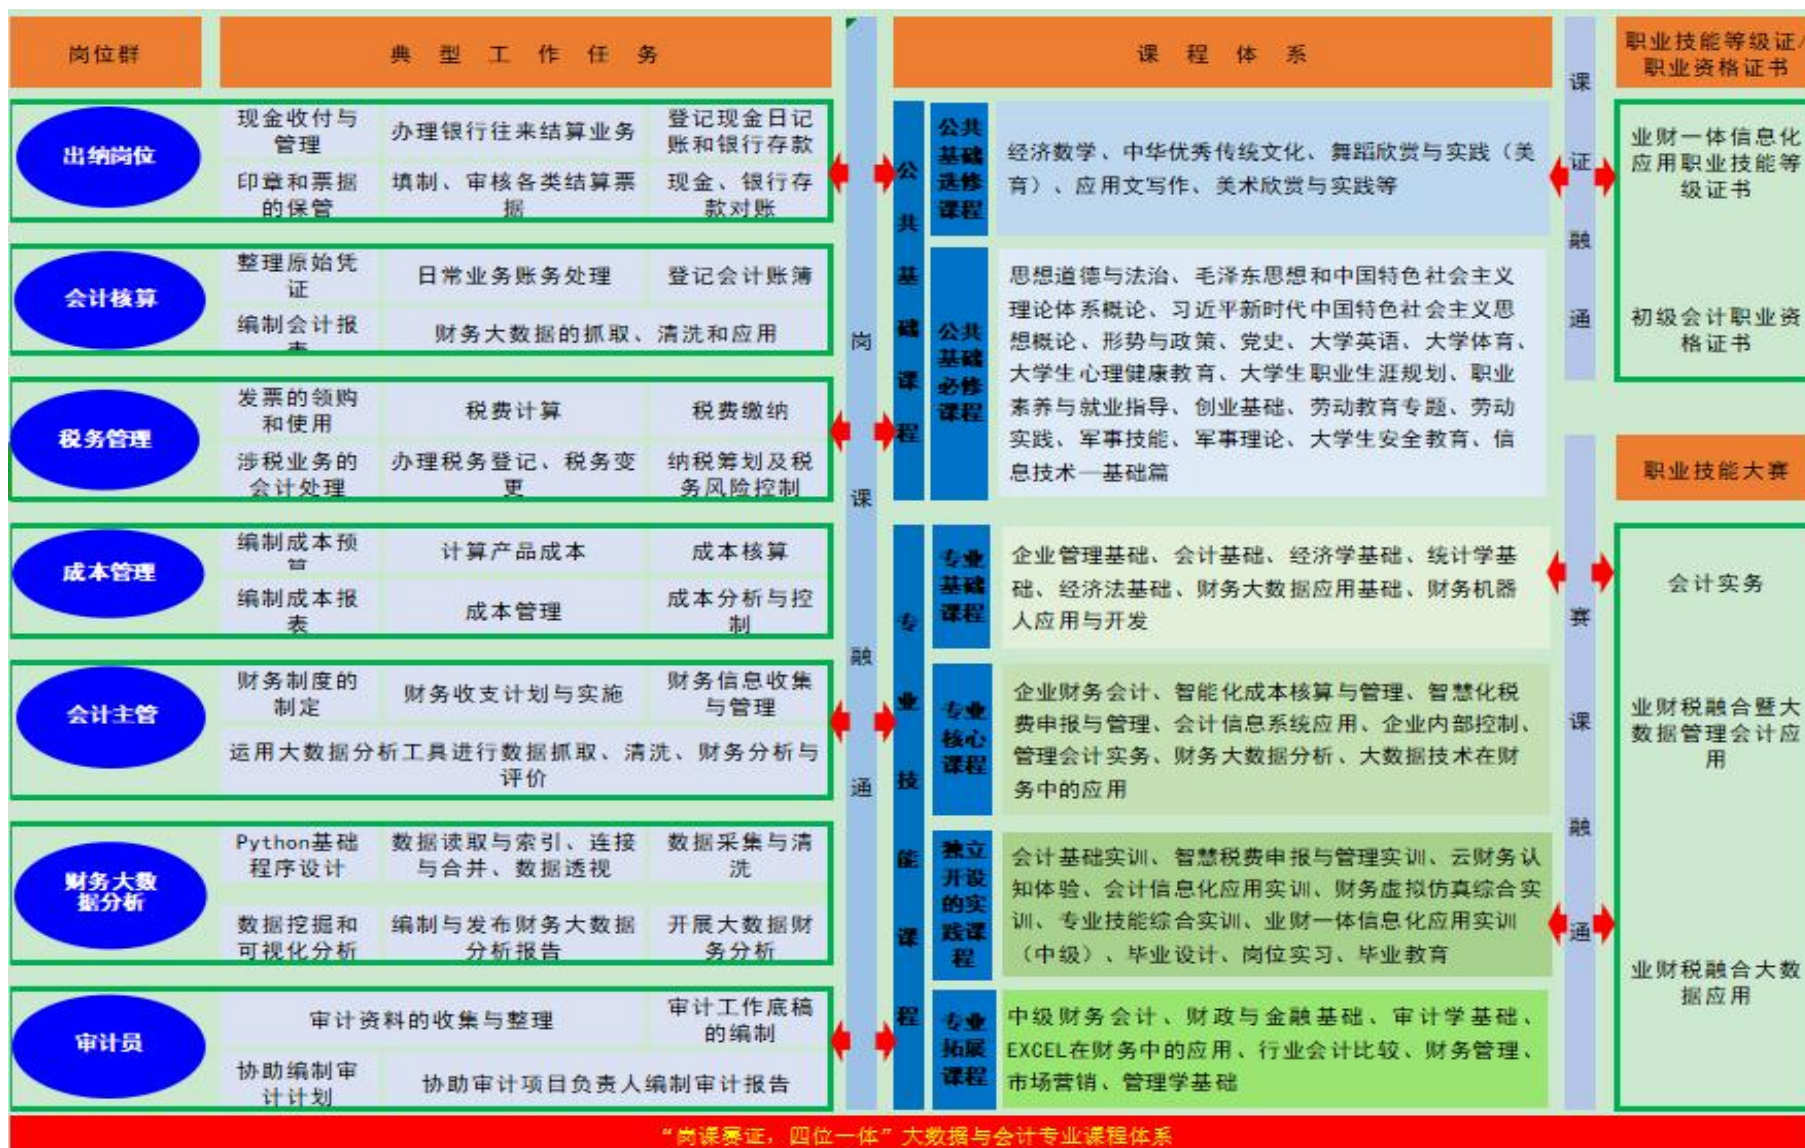 岗位群
典型工作任务
课程体系
职业技能等级证/
职业资格证书
出纳岗位
现金收付与
管理
办理银行往来结算业务
登记现金日记
账和银行存款
印章和票据
的保管
填制、审核各类结算票
据
现金、银行存
款对账
会计核算
整理原始凭
证
日常业务账务处理
登记会计账簿
编制会计报
财务大数据的抓取、清洗和应用
税务管理
发票的领购
和使用
税费计算
税费缴纳
涉税业务的
会计处理
办理税务登记、税务变
更
纳税筹划及税
务风险控制
成本管理
编制成本预
算
计算产品成本
成本核算
编制成本报
表
成本管理
成本分析与控
制
会计主管
财务制度的
制定
财务收支计划与实施
财务信息收集
与管理
运用大数据分析工具进行数据抓取、清洗、财务分析与
评价
财务大数
据分析
Python基础
程序设计
数据读取与索引、连接
与合并、数据透视
数据采集与清
洗
数据挖掘和
可视化分析
编制与发布财务大数据
分析报告
开展大数据财
务分析
审计员
审计资料的收集与整理
审计工作底稿
的编制
协助编制审
计计划
协助审计项目负责人编制审计报告
岗课融通
公共基础课程
公共
基础
选修
课程
经济数学、中华优秀传统文化、舞蹈欣赏与实践（美
育）、应用文写作、美术欣赏与实践等
公共
基础
必修
课程
思想道德与法治、毛泽东思想和中国特色社会主义
理论体系概论、习近平新时代中国特色社会主义思
想概论、形势与政策、党史、大学英语、大学体育、
大学生心理健康教育、大学生职业生涯规划、职业
素养与就业指导、创业基础、劳动教育专题、劳动
实践、军事技能、军事理论、大学生安全教育、信
息技术—基础篇
专业技能课程
专业
基础
课程
企业管理基础、会计基础、经济学基础、统计学基
础、经济法基础、财务大数据应用基础、财务机器
人应用与开发
专业
核心
课程
企业财务会计、智能化成本核算与管理、智慧化税
费申报与管理、会计信息系统应用、企业内部控制、
管理会计实务、财务大数据分析、大数据技术在财
务中的应用
独立
开设
的实
践课
程
会计基础实训、智慧税费申报与管理实训、云财务认
知体验、会计信息化应用实训、财务虚拟仿真综合实
训、专业技能综合实训、业财一体信息化应用实训
（中级）、毕业设计、岗位实习、毕业教育
专业
拓展
课程
中级财务会计、财政与金融基础、审计学基础、
EXCEL在财务中的应用、行业会计比较、财务管理、
市场营销、管理学基础
课证融通
业财一体信息化
应用职业技能等
级证书
初级会计职业资
格证书
赛课融通
职业技能大赛
会计实务
业财税融合暨大
数据管理会计应
用
业财税融合大数
据应用
“岗课赛证，四位一体”大数据与会计专业课程体系